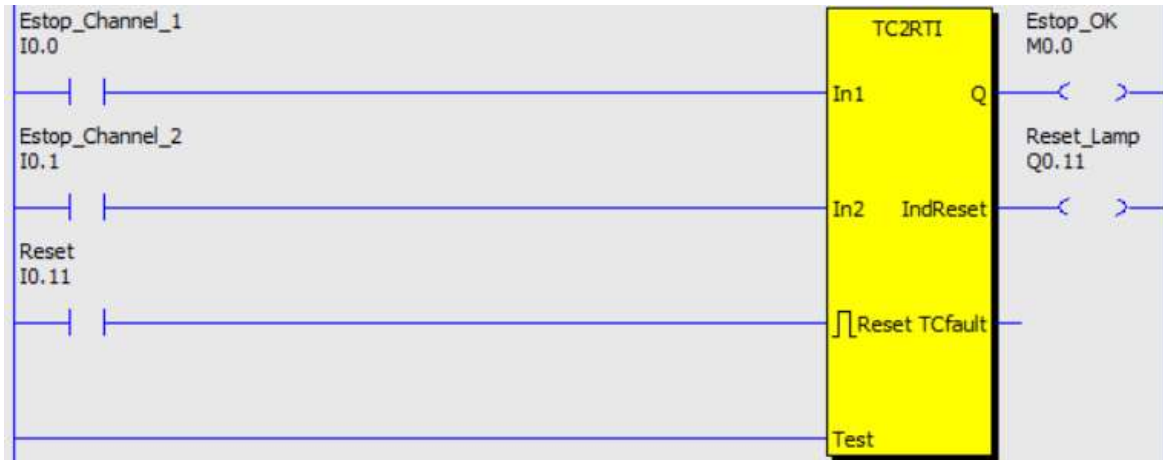 Estop_Channel_1
I0.0
TC2RTI
Estop_OK
M0.0
In1 Q
Estop_Channel_2
I0.1
Reset_Lamp
Q0.11
In2 IndReset
Reset
I0.11
Reset TCfault
Test